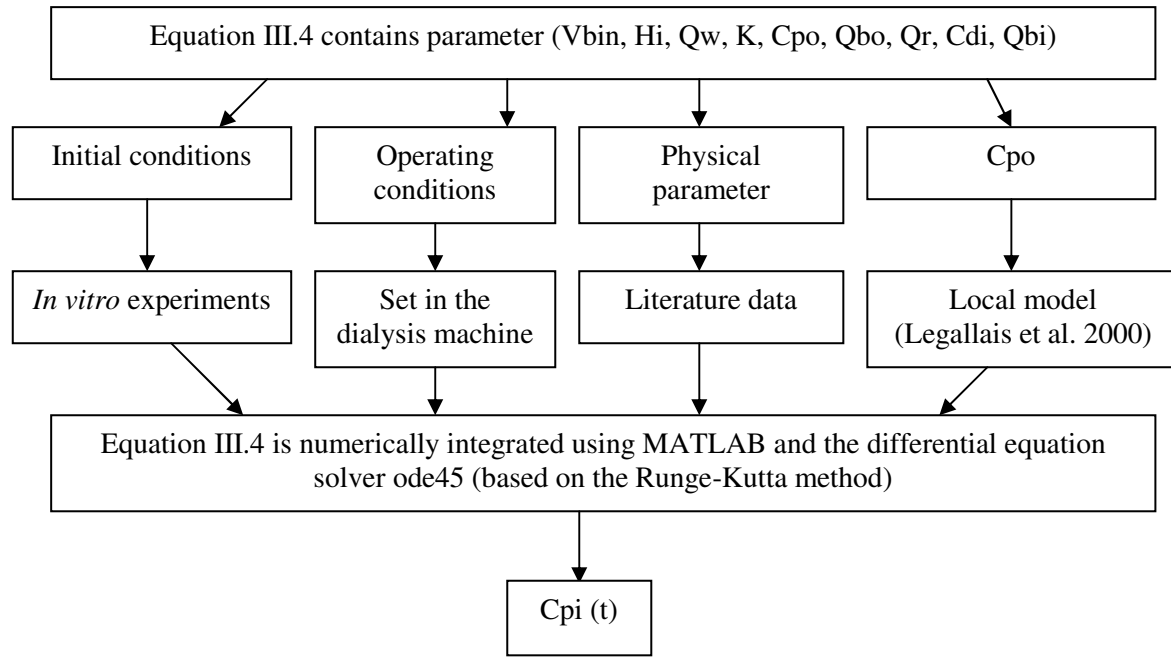 Equation III.4 contains parameter (Vbin, Hi, Qw, K, Cpo, Qbo, Qr, Cdi, Qbi)
Initial conditions
Operating
conditions
Physical
parameter
Cpo
In vitro experiments
Set in the
dialysis machine
Literature data
Local model
(Legallais et al. 2000)
Equation III.4 is numerically integrated using MATLAB and the differential equation
solver ode45 (based on the Runge-Kutta method)
Cpi (t)